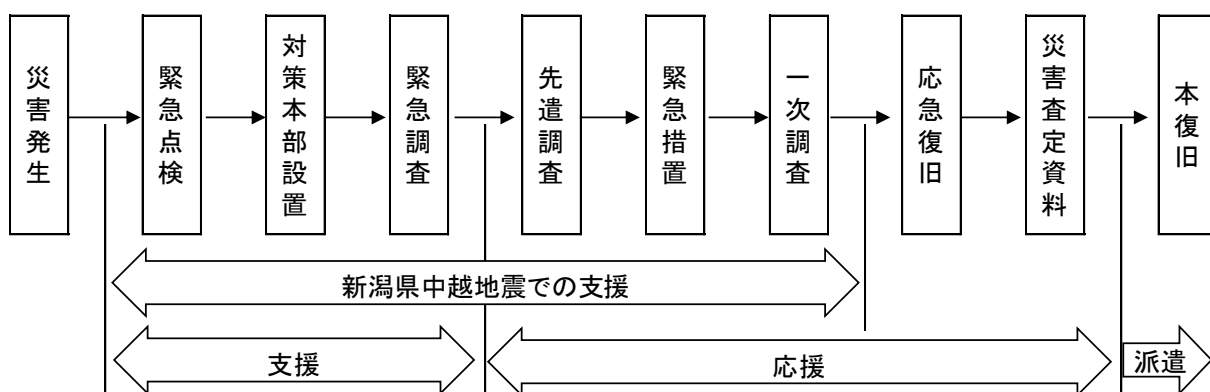 災害発生
緊急点検
対策本部設置
緊急調査
先遣調査
緊急措置
一次調査
応急復旧
災害査定資料
本復旧
新潟県中越地震での支援
支援
応援
派遣